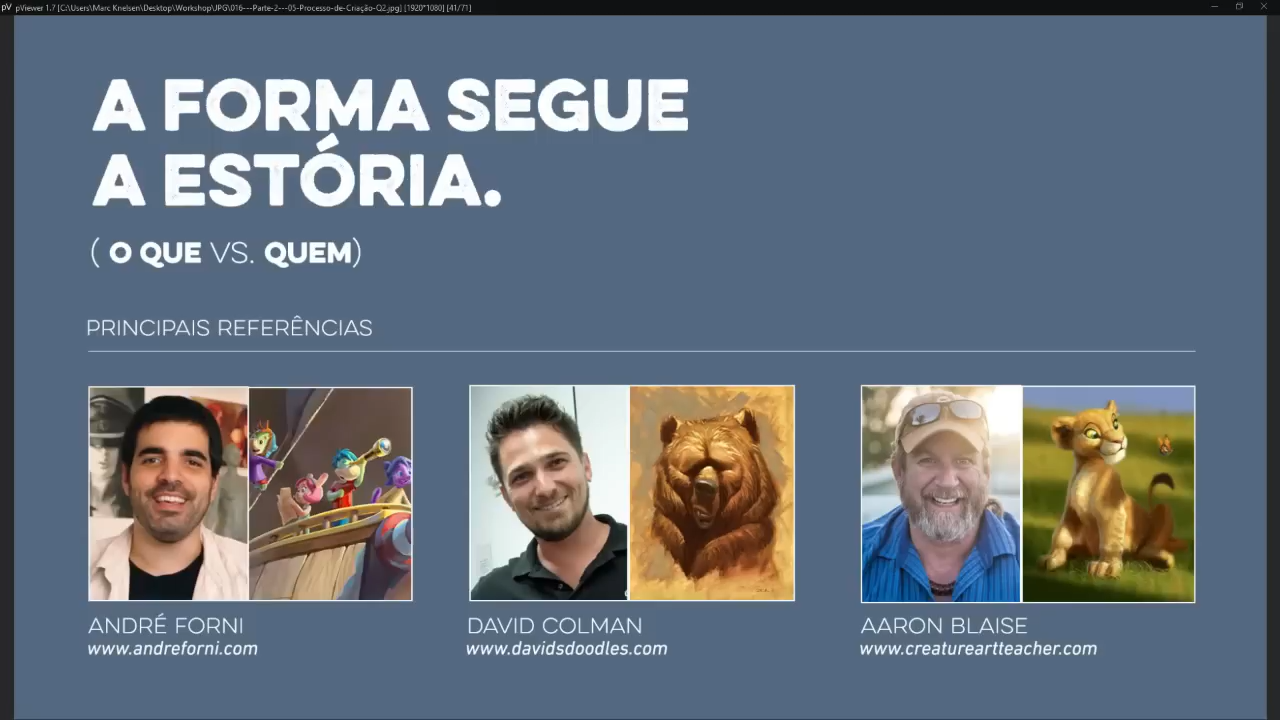 pV pViewer 1.7 [C:\Users\Marc Knelsen\Desktop\Workshop\JPG\016---Parte-2---05-Processo-de-Criação-Q2.jpg] [1920*1080] [41/71]
A FORMA SEGUE
A ESTÓRIA.
( O QUE VS. QUEM)
PRINCIPAIS REFERÊNCIAS
ANDRÉ FORNI
www.andreforni.com
DAVID COLMAN
www.davidsdoodles.com
AARON BLAISE
www.creatureartteacher.com